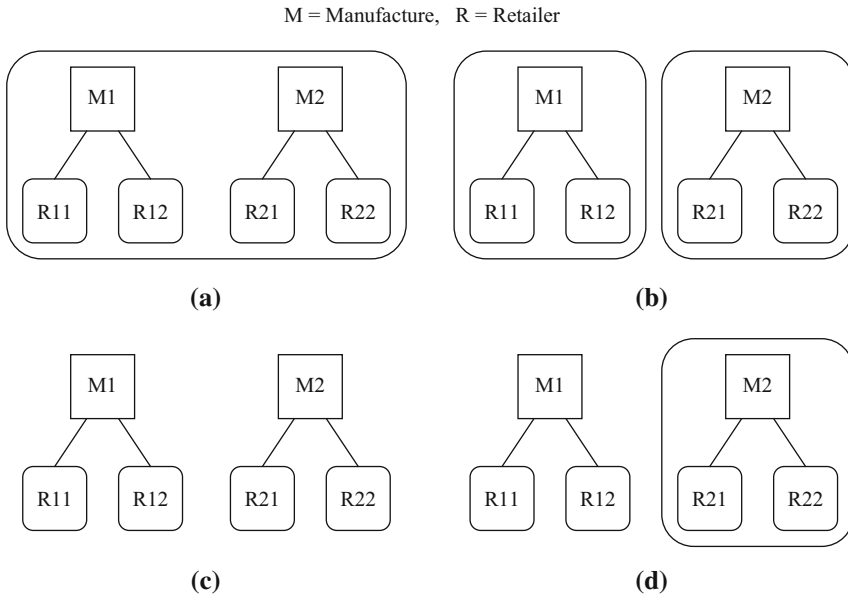 M = Manufacture, R = Retailer
M1 M2 M1 M2
R11 R12 R21 R22 R11 R12 R21 R22
(a) (b)
M1 M2 M1 M2
R11 R12 R21 R22 R11 R12 R21 R22
(c) (d)